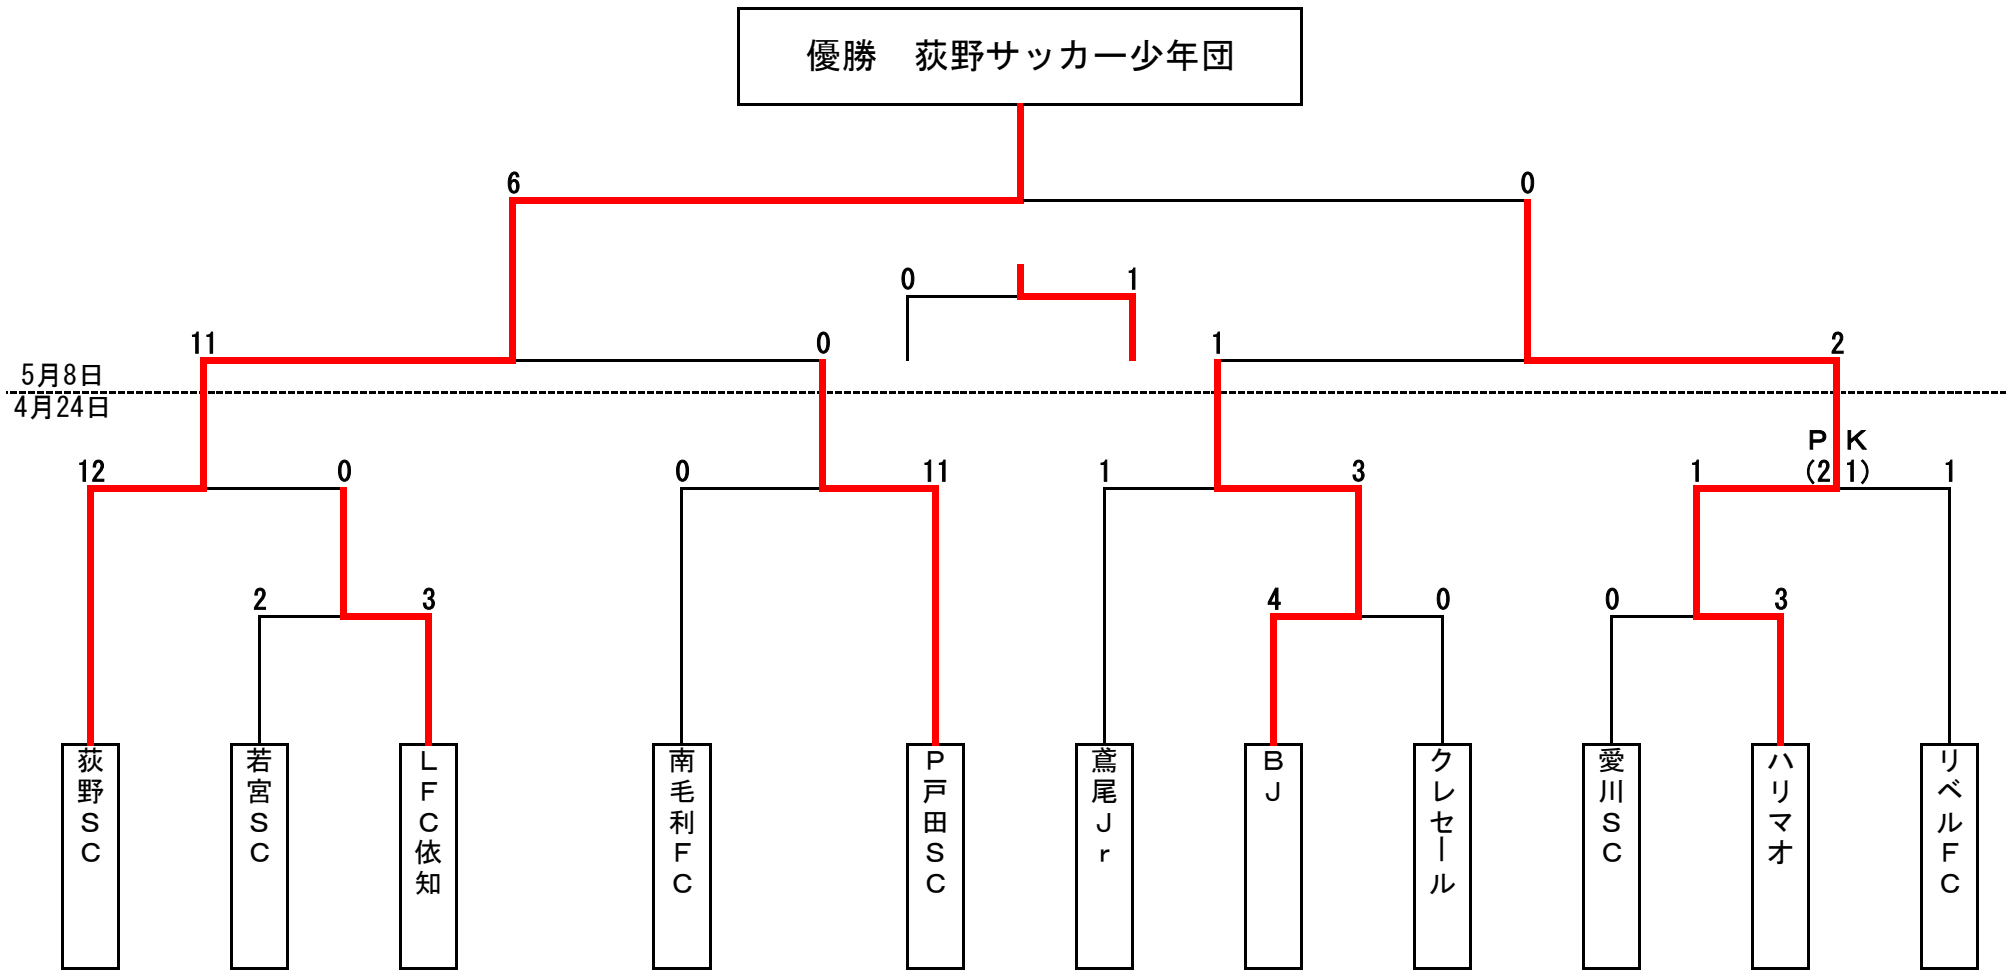 優勝　荻野サッカー少年団
6
0
0
1
11
0
1
2
5月8日
4月24日
ＰＫ
12
0
0
11
1
3
1
(2 1)
1
2
3
4
0
0
3
荻野ＳＣ
若宮ＳＣ
ＬＦＣ依知
南毛利ＦＣ
Ｐ戸田ＳＣ
鳶尾Ｊｒ
ＢＪ
クレセール
愛川ＳＣ
ハリマオ
リベルＦＣ